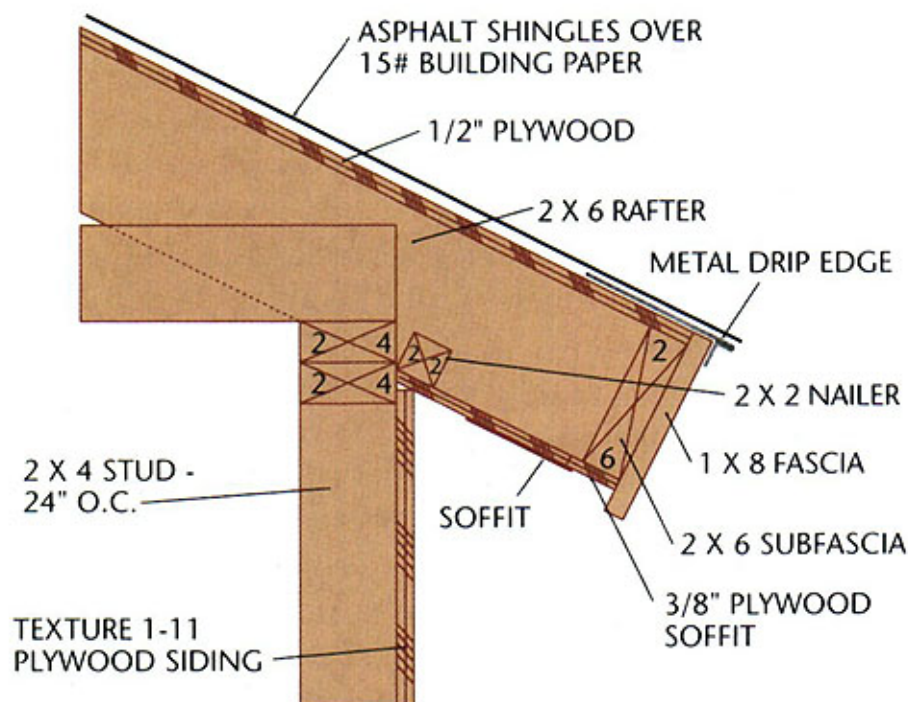 ASPHALT SHINGLES OVER
15# BUILDING PAPER
1/2" PLYWOOD
2 X 6 RAFTER
METAL DRIP EDGE
2 4
2 4
2 2
2
6
2 X 2 NAILER
1 X 8 FASCIA
2 X 4 STUD -
24" O.C.
SOFFIT
2 X 6 SUBFASCIA
3/8" PLYWOOD
SOFFIT
TEXTURE 1-11
PLYWOOD SIDING